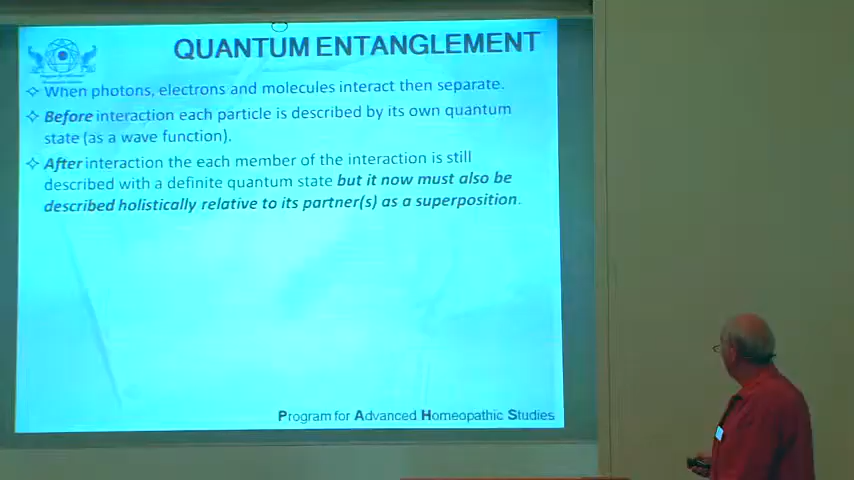 QUANTUM ENTANGLEMENT
When photons, electrons and molecules interact then separate.
Before interaction each particle is described by its own quantum
state (as a wave function).
After interaction the each member of the interaction is still
described with a definite quantum state but it now must also be
described holistically relative to its partner(s) as a superposition.
Program for Advanced Homeopathic Studies